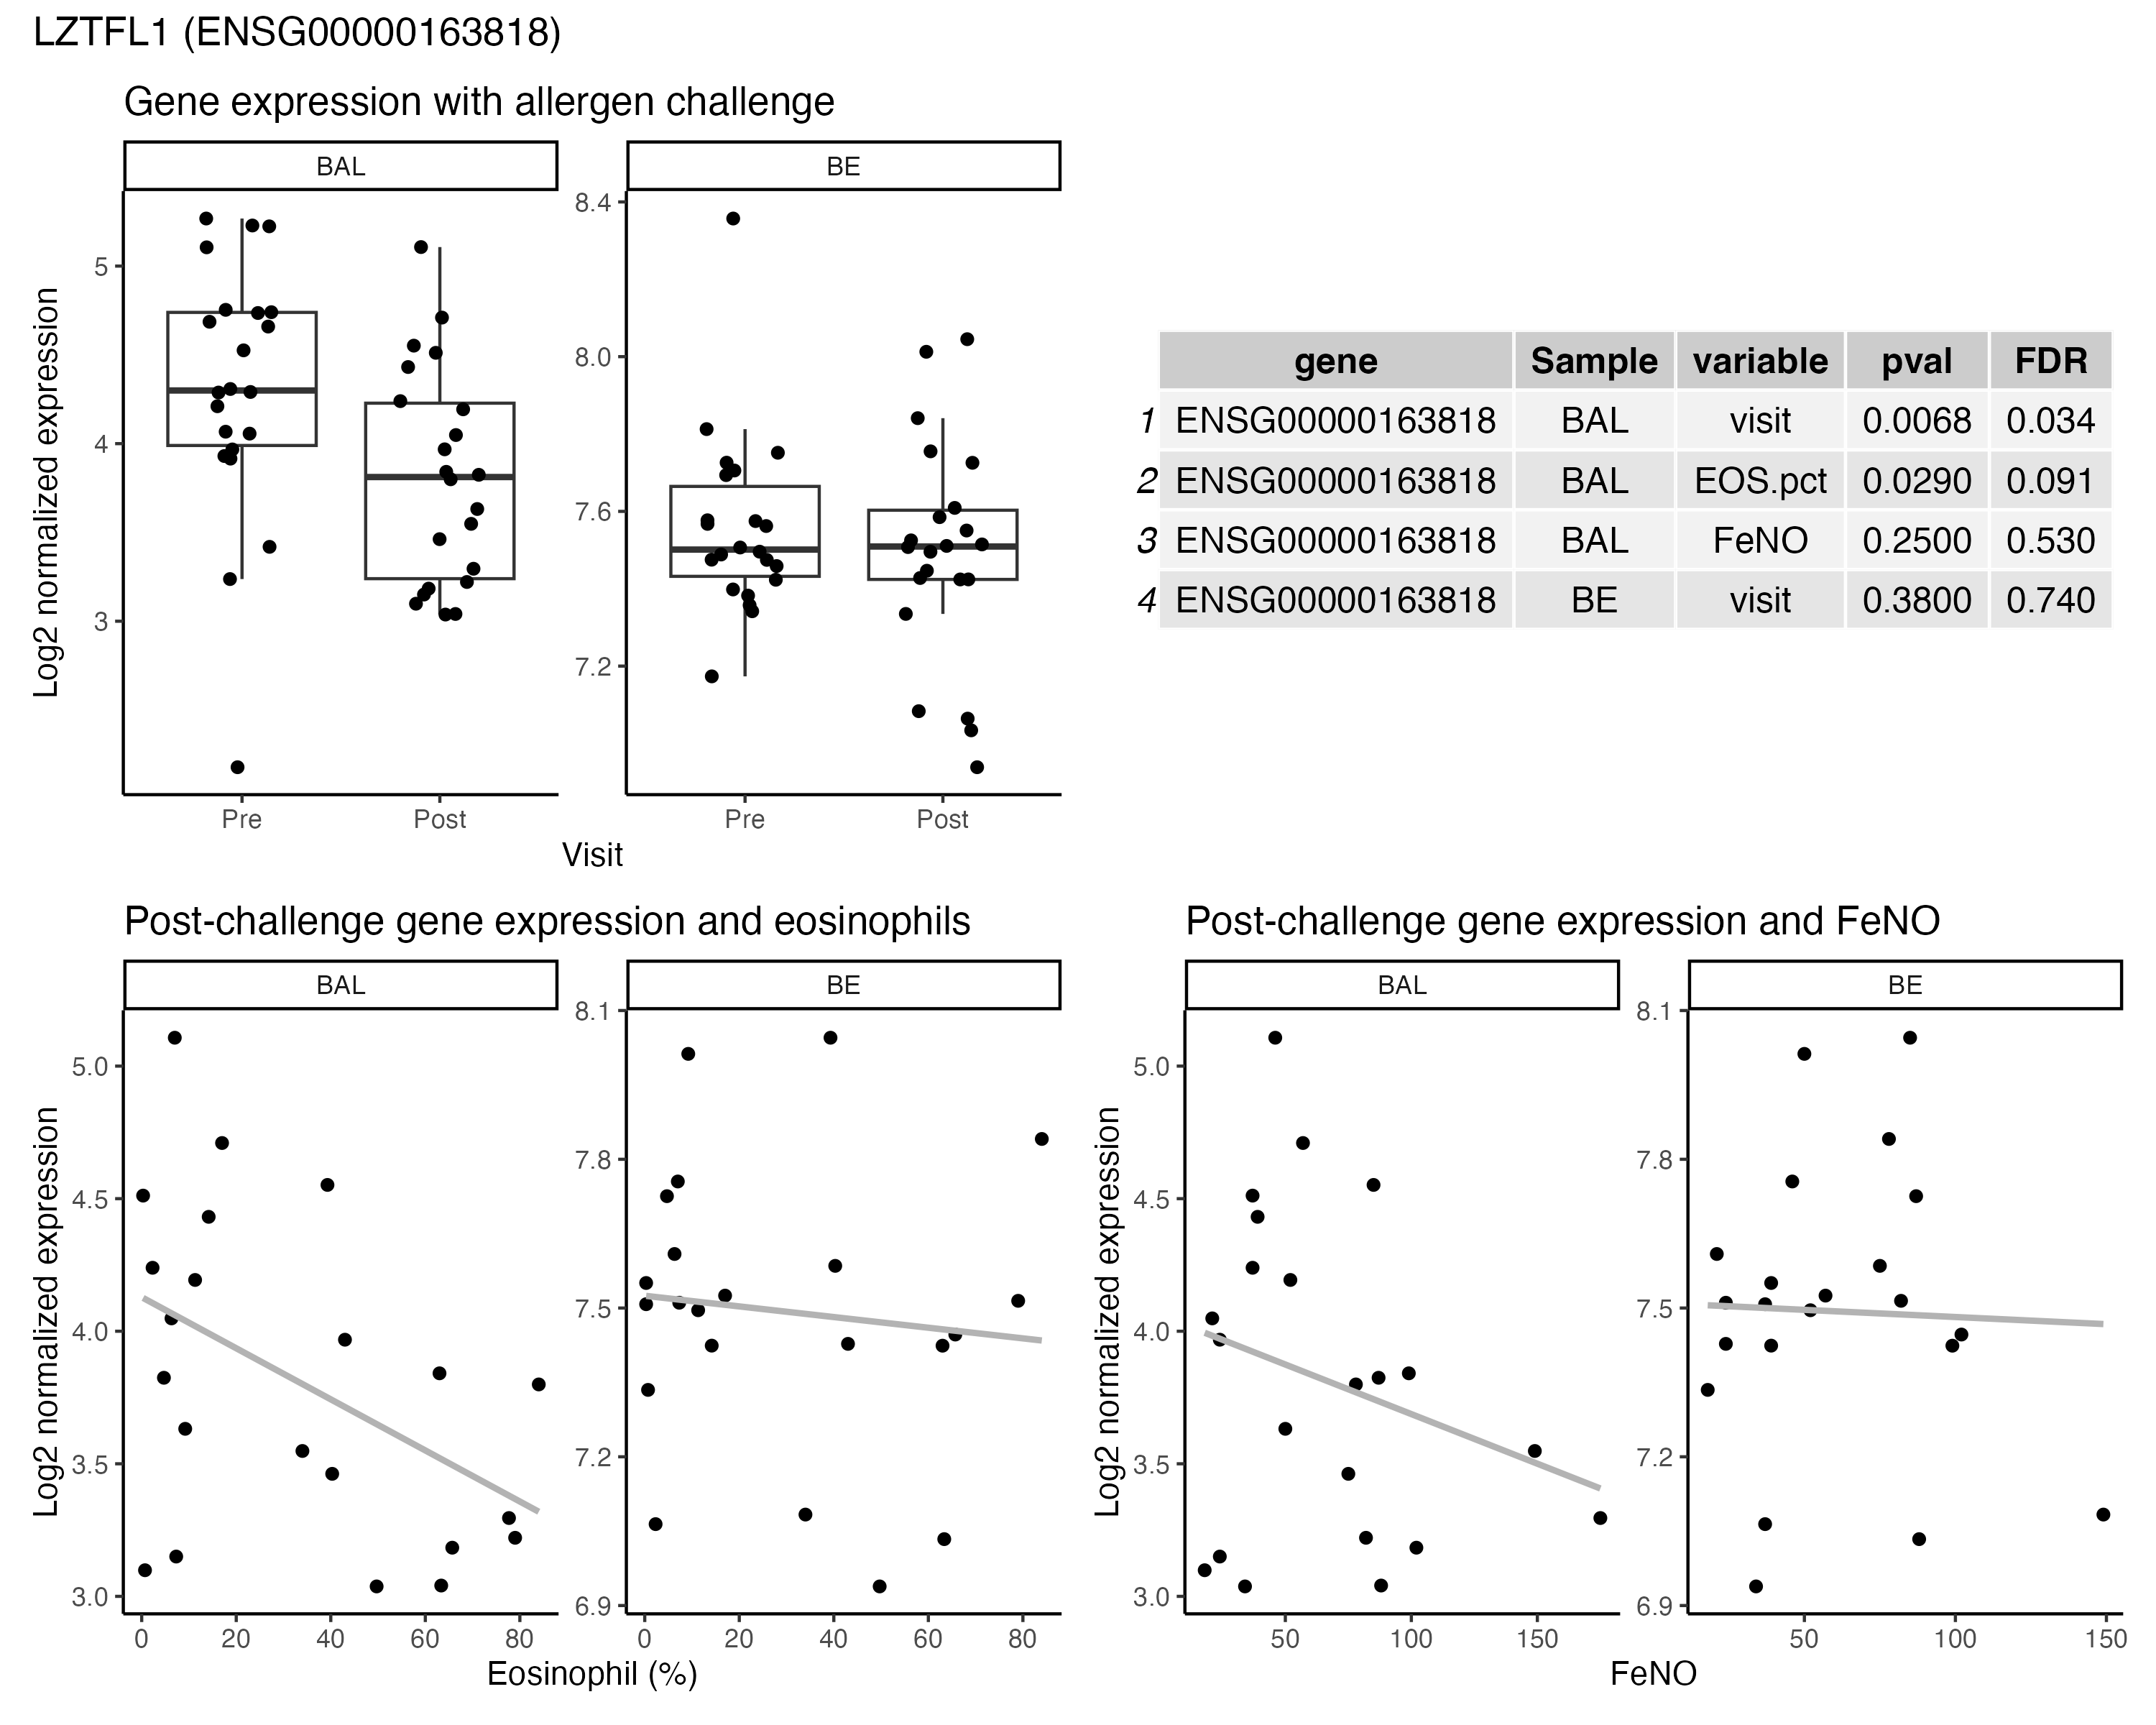 LZTFL1 (ENSG00000163818)
Gene expression with allergen challenge
BAL
BE
Log2 normalized expression
5
4
3
8.4
8.0
7.6
7.2
Pre
Post
Pre
Post
Visit
gene Sample variable pval FDR
1 ENSG00000163818 BAL visit 0.0068 0.034
2 ENSG00000163818 BAL EOS.pct 0.0290 0.091
3 ENSG00000163818 BAL FeNO 0.2500 0.530
4 ENSG00000163818 BE visit 0.3800 0.740
Post-challenge gene expression and eosinophils
BAL
BE
Log2 normalized expression
5.0
4.5
4.0
3.5
3.0
8.1
7.8
7.5
7.2
6.9
0 20 40 60 80
0 20 40 60 80
Eosinophil (%)
Post-challenge gene expression and FeNO
BAL
BE
Log2 normalized expression
5.0
4.5
4.0
3.5
3.0
8.1
7.8
7.5
7.2
6.9
50 100 150
50 100 150
FeNO